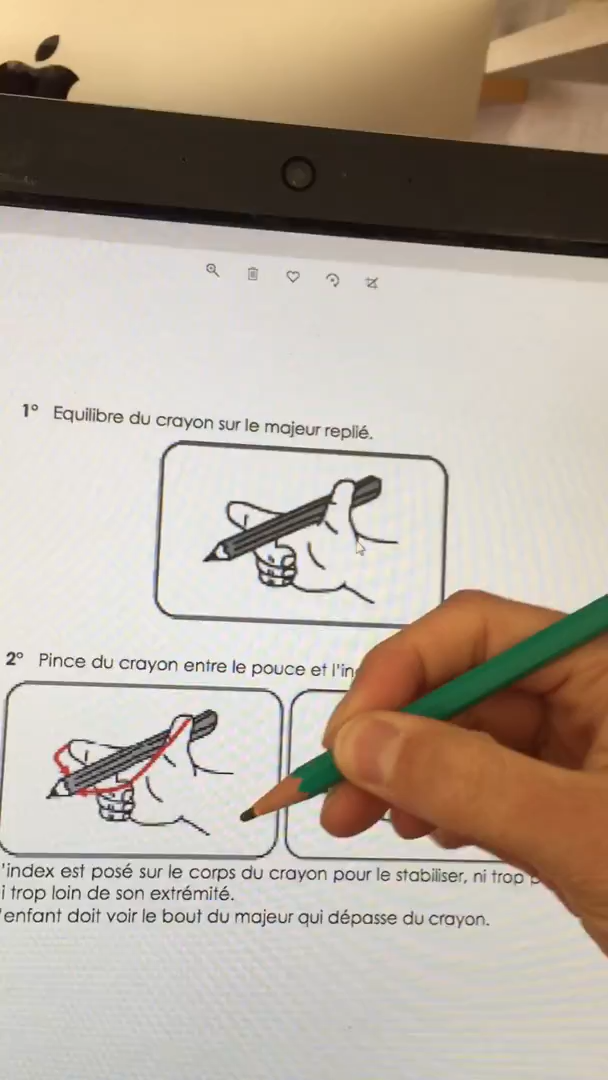 1° Equilibre du crayon sur le majeur replié.
2° Pince du crayon entre le pouce et l'in
'index est posé sur le corps du crayon pour le stabiliser, ni trop
i trop loin de son extrémité.
'enfant doit voir le bout du majeur qui dépasse du crayon.